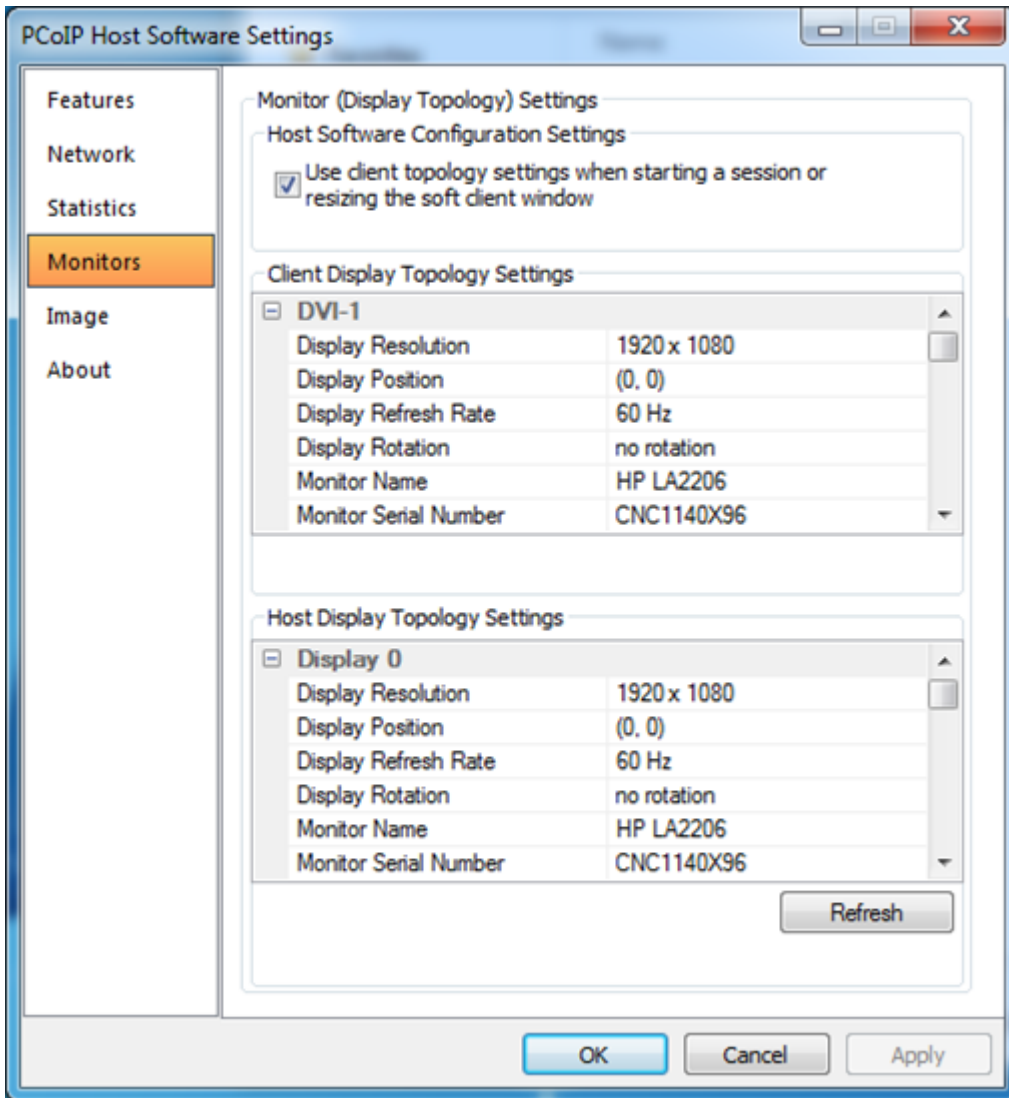 PCoIP Host Software Settings
Features
Network
Statistics
Monitors
Image
About
Monitor (Display Topology) Settings
Host Software Configuration Settings
Use client topology settings when starting a session or
resizing the soft client window
Client Display Topology Settings
DVI-1
Display Resolution 1920 x 1080
Display Position (0, 0)
Display Refresh Rate 60 Hz
Display Rotation no rotation
Monitor Name HP LA2206
Monitor Serial Number CNC1140X96
Host Display Topology Settings
Display 0
Display Resolution 1920 x 1080
Display Position (0, 0)
Display Refresh Rate 60 Hz
Display Rotation no rotation
Monitor Name HP LA2206
Monitor Serial Number CNC1140X96
Refresh
OK Cancel Apply